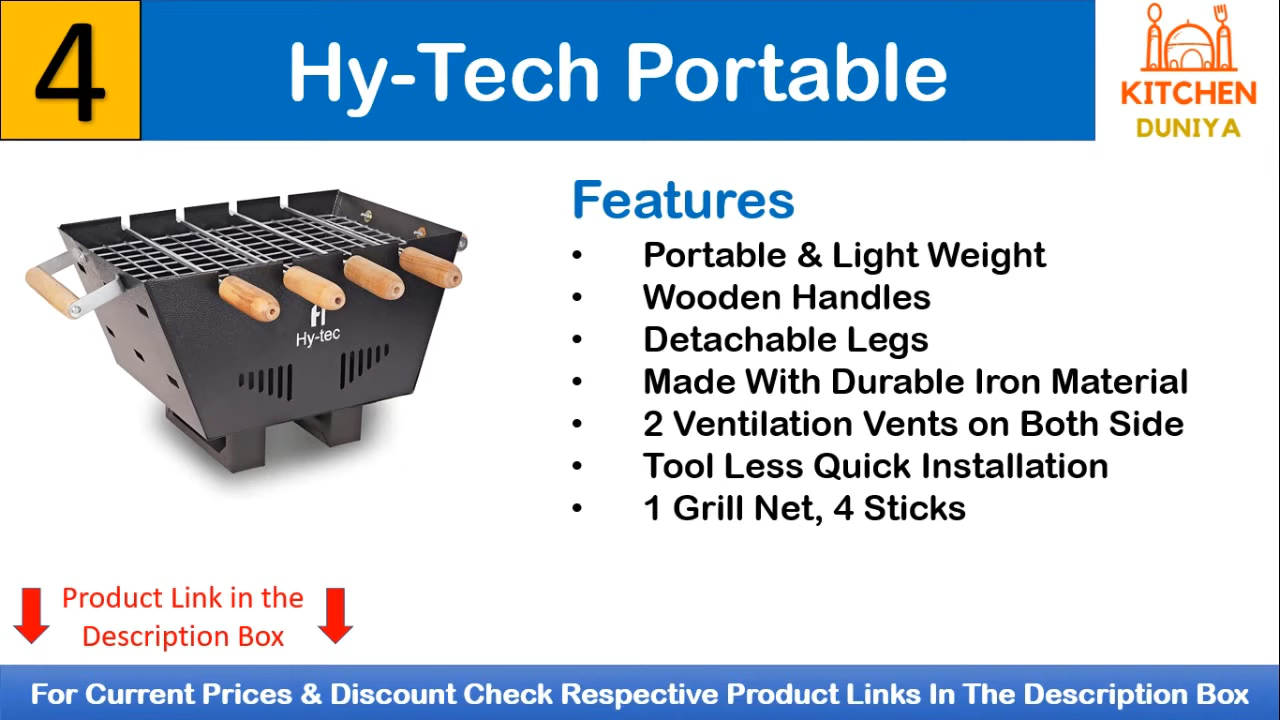 4
Hy-Tech Portable
KITCHEN
DUNIYA
Features
• Portable & Light Weight
• Wooden Handles
• Detachable Legs
• Made With Durable Iron Material
• 2 Ventilation Vents on Both Side
• Tool Less Quick Installation
• 1 Grill Net, 4 Sticks
Hy-tec
Product Link in the
Description Box
For Current Prices & Discount Check Respective Product Links In The Description Box